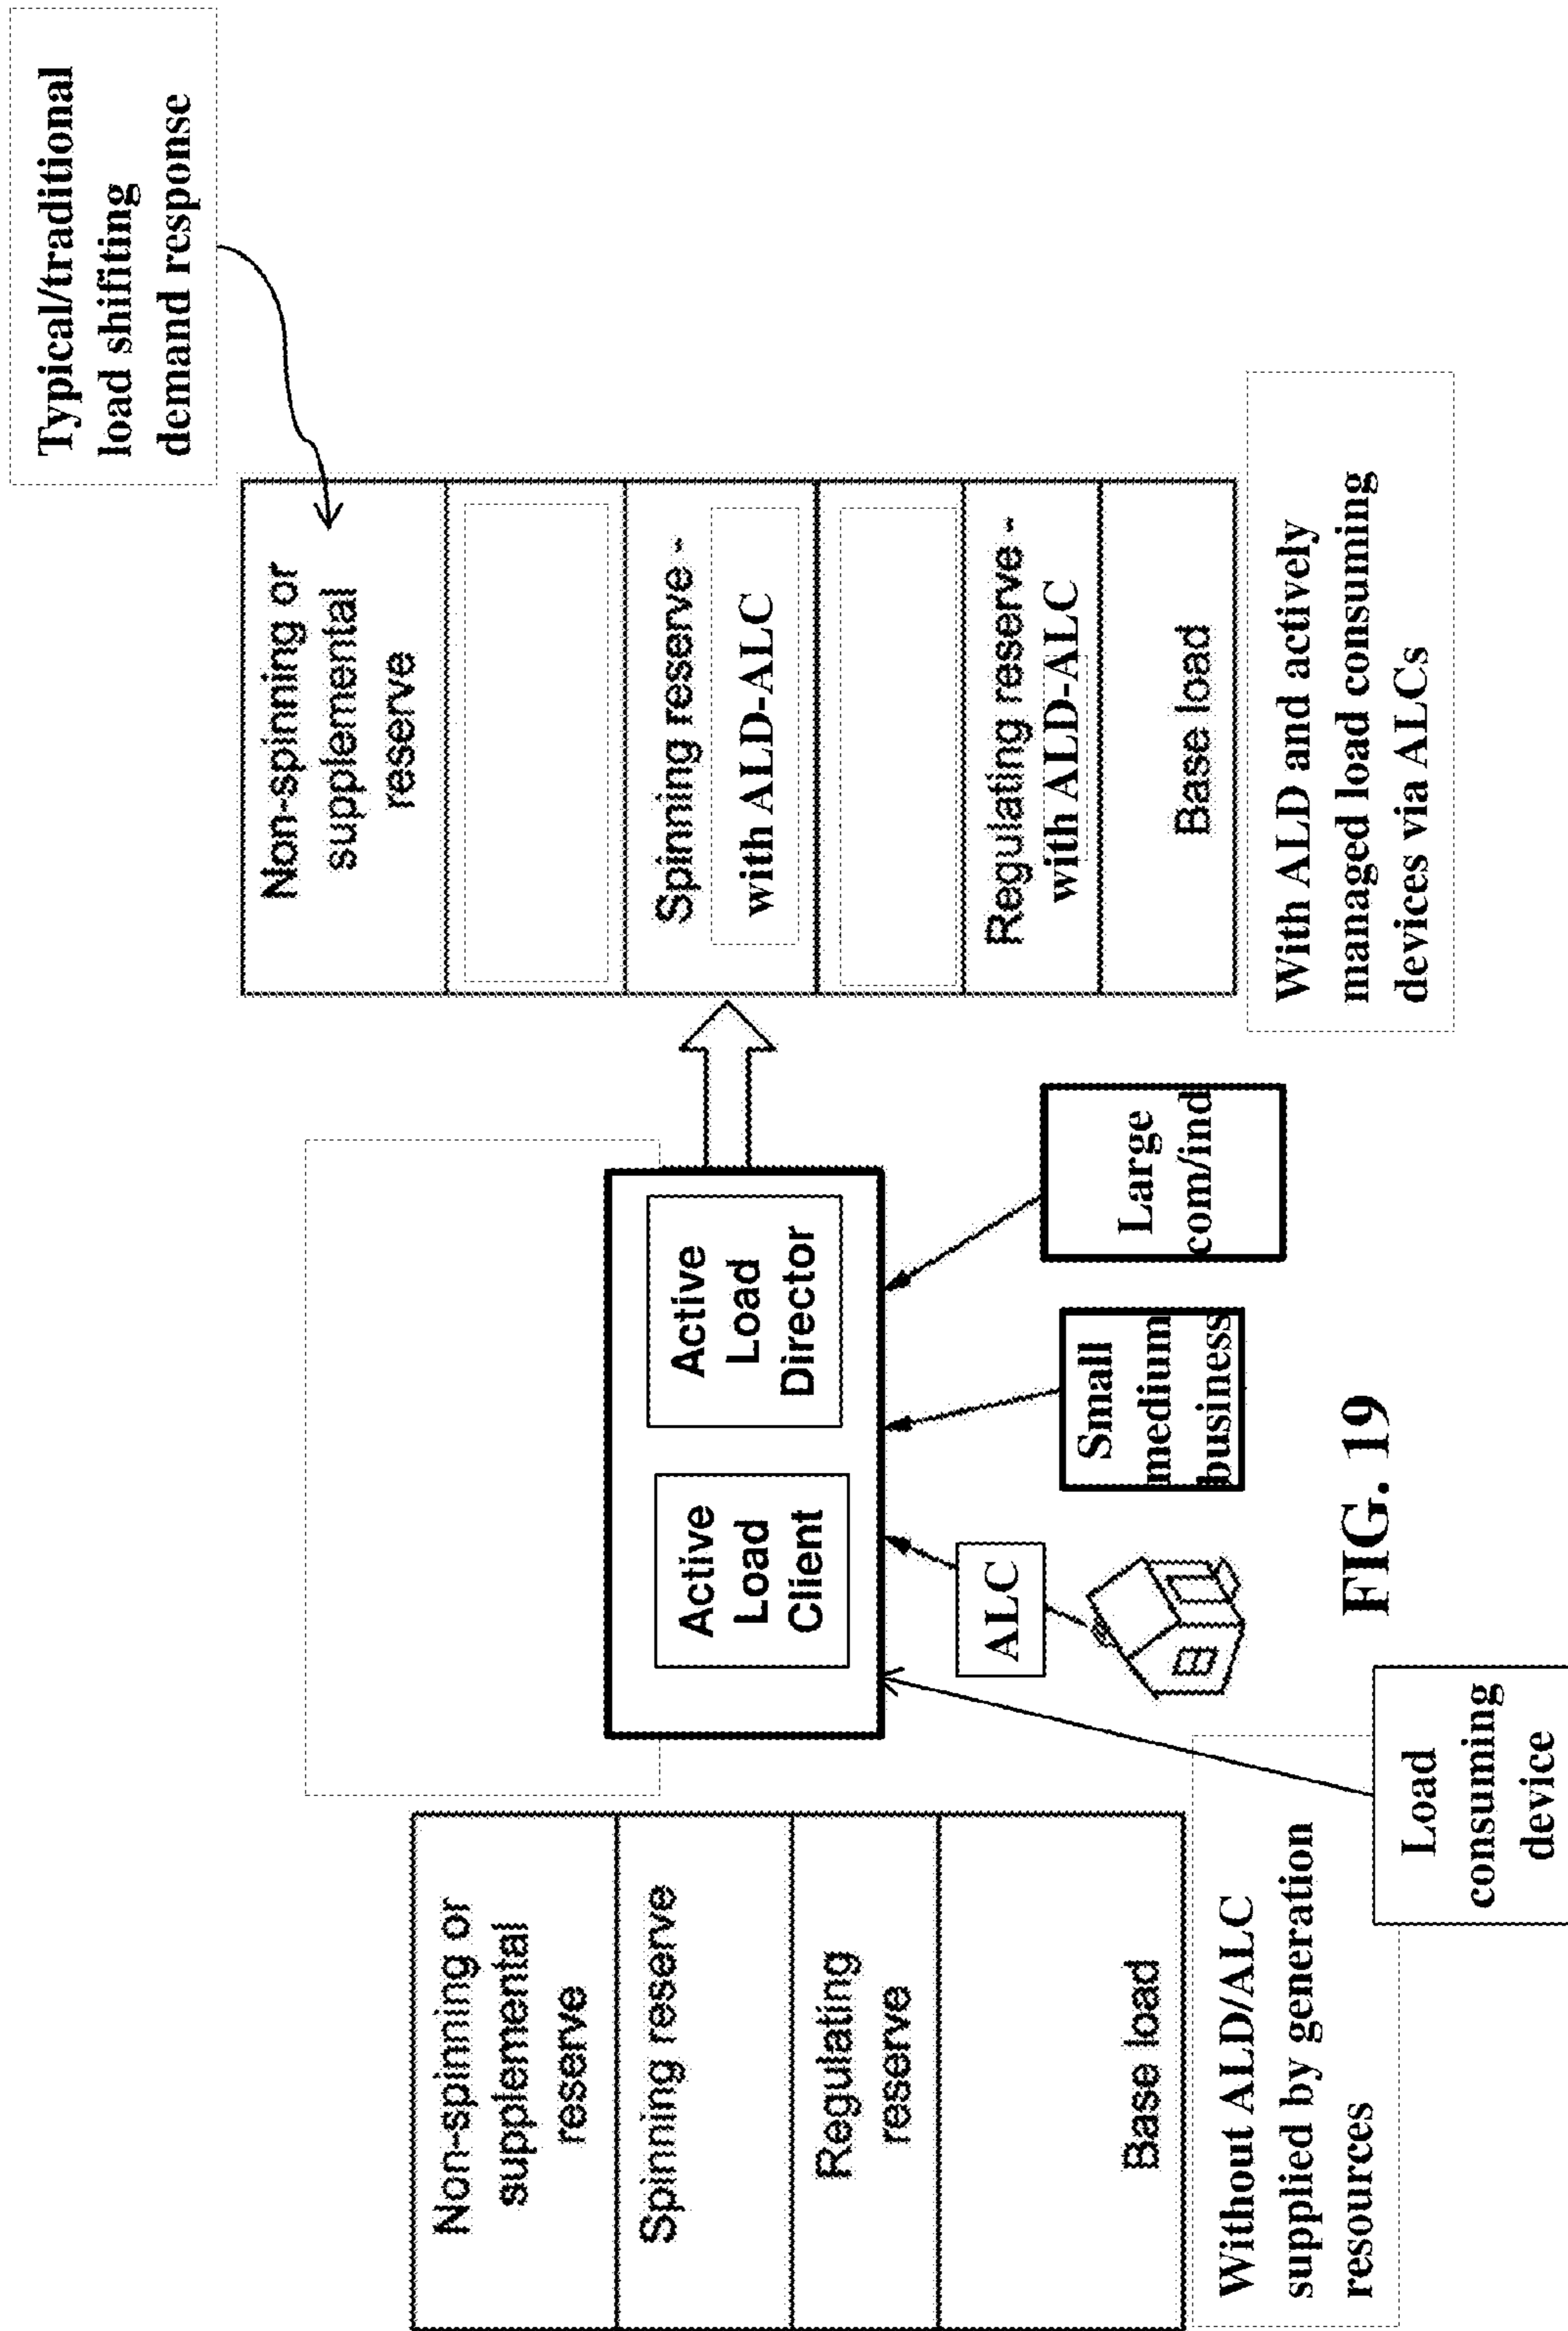 Typical/traditional
load shifiting
demand response
Non-spinning or
supplemental
reserve
Spinning reserve
Regulating
reserve
Base load
Without ALD/ALC
supplied by generation
resources
Active
Load
Client
Active
Load
Director
ALC
Small
medium
business
Large
com/ind
Load
consuming
device
Non-spinning or
supplemental
reserve
Spinning reserve -
with ALD-ALC
Regulating reserve -
with ALD-ALC
Base load
With ALD and actively
managed load consuming
devices via ALCs
FIG. 19